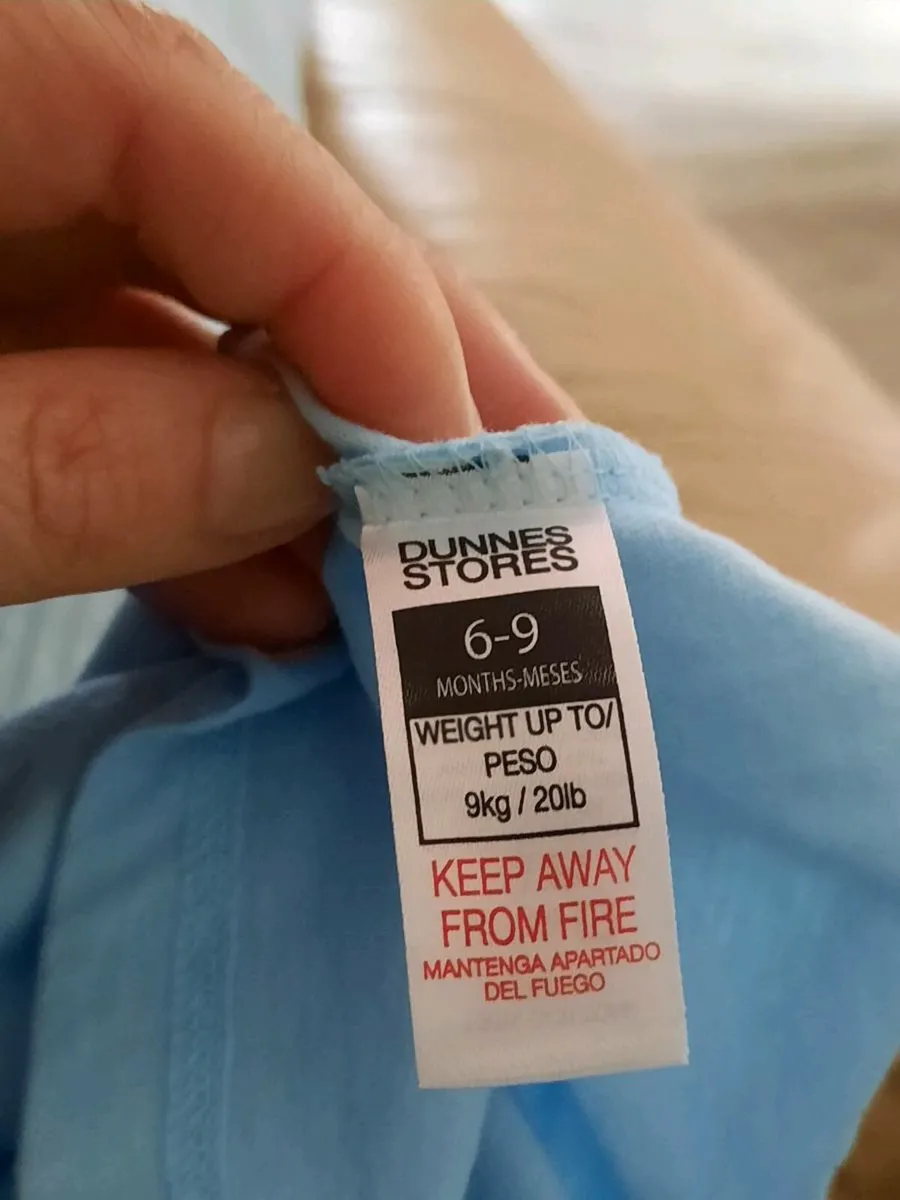 DUNNES
STORES
6-9
MONTHS-MESES
WEIGHT UP TO/
PESO
9kg / 20lb
KEEP AWAY
FROM FIRE
MANTENGA APARTADO
DEL FUEGO